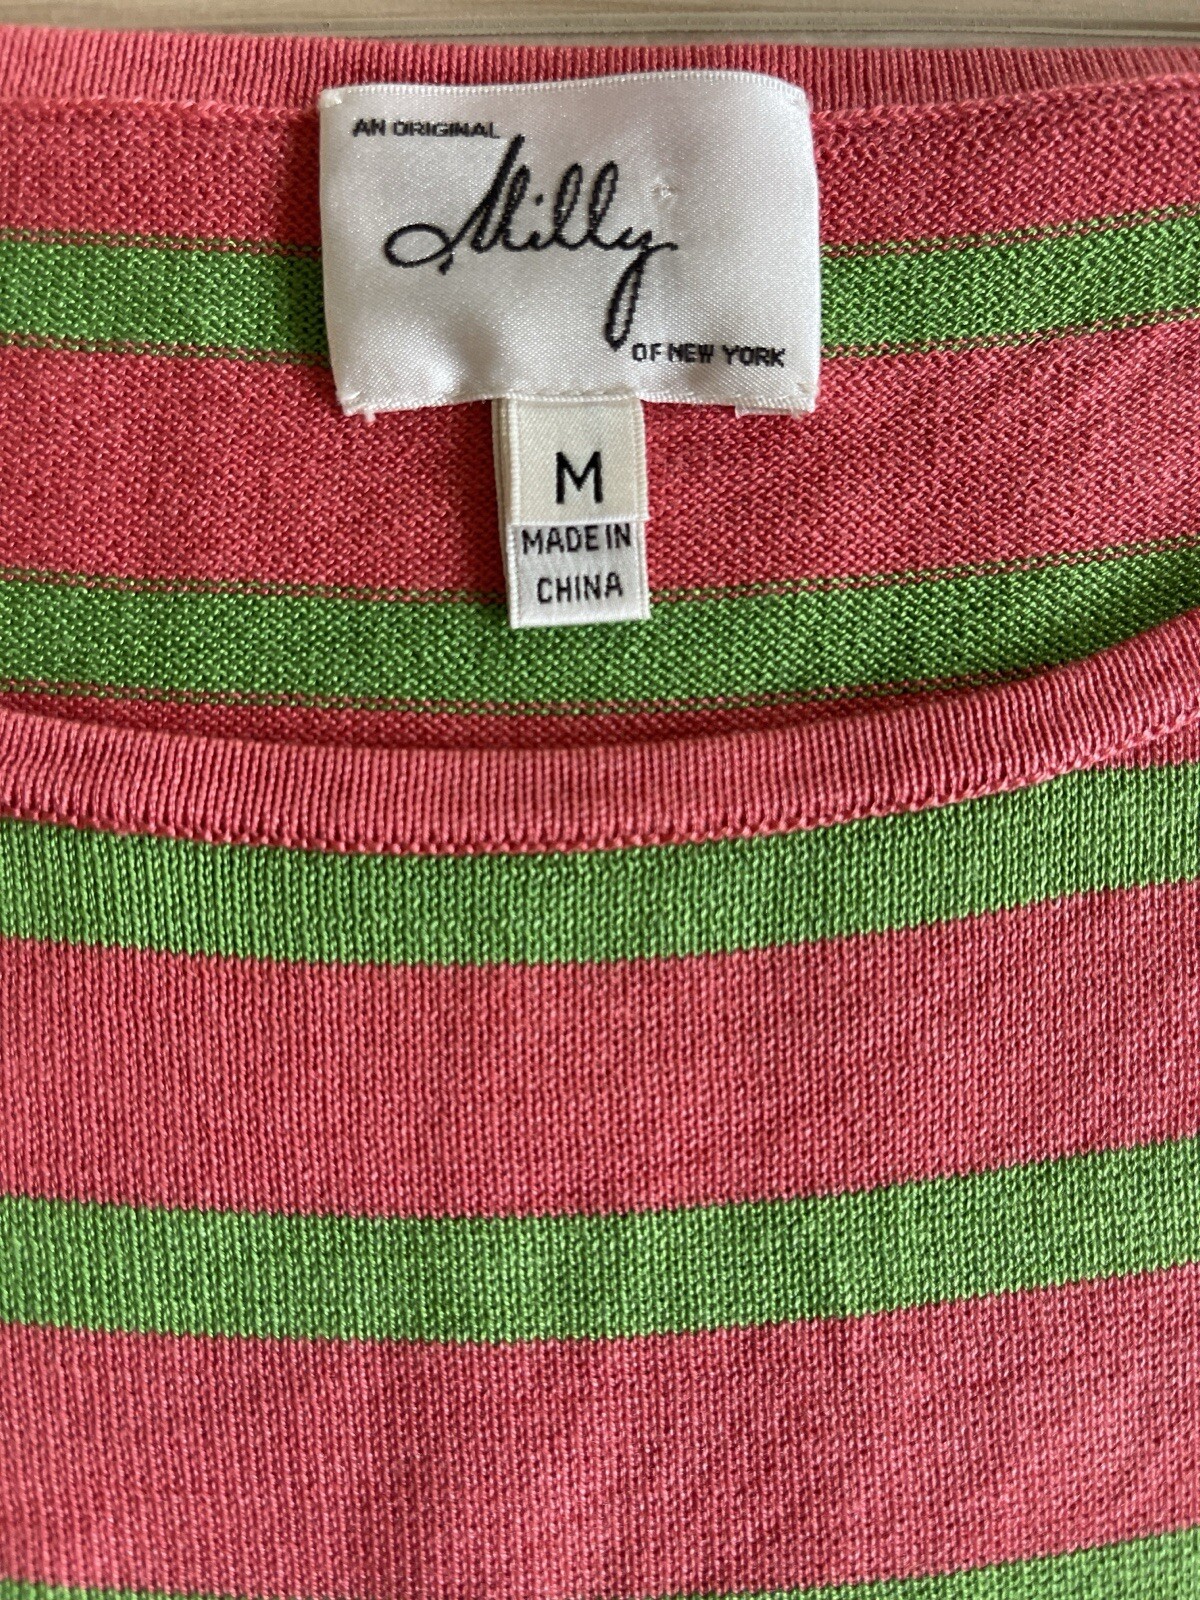 AN ORIGINAL
Milly
OF NEW YORK
M
MADE IN
CHINA